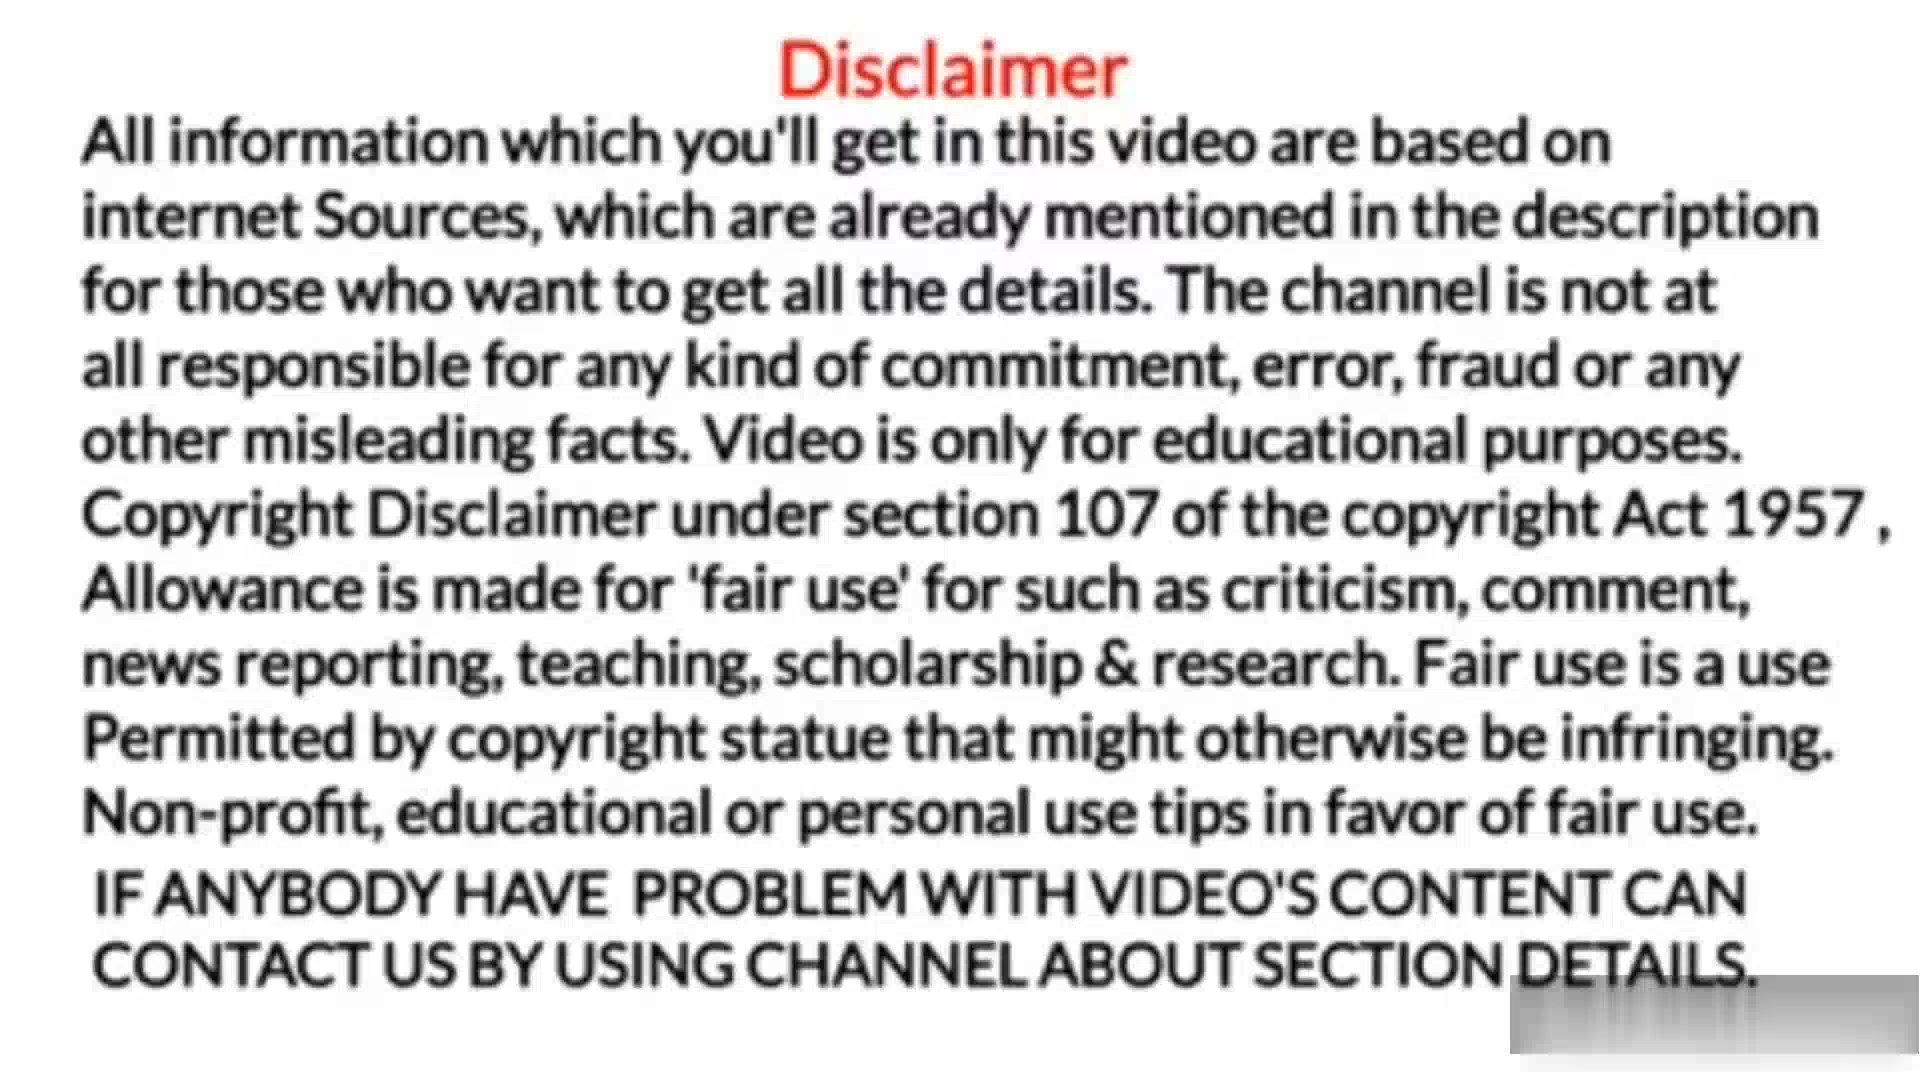 Disclaimer
All information which you'll get in this video are based on
internet Sources, which are already mentioned in the description
for those who want to get all the details. The channel is not at
all responsible for any kind of commitment, error, fraud or any
other misleading facts. Video is only for educational purposes.
Copyright Disclaimer under section 107 of the copyright Act 1957 ,
Allowance is made for 'fair use' for such as criticism, comment,
news reporting, teaching, scholarship & research. Fair use is a use
Permitted by copyright statue that might otherwise be infringing.
Non-profit, educational or personal use tips in favor of fair use.
IF ANYBODY HAVE PROBLEM WITH VIDEO'S CONTENT CAN
CONTACT US BY USING CHANNEL ABOUT SECTION DETAILS.